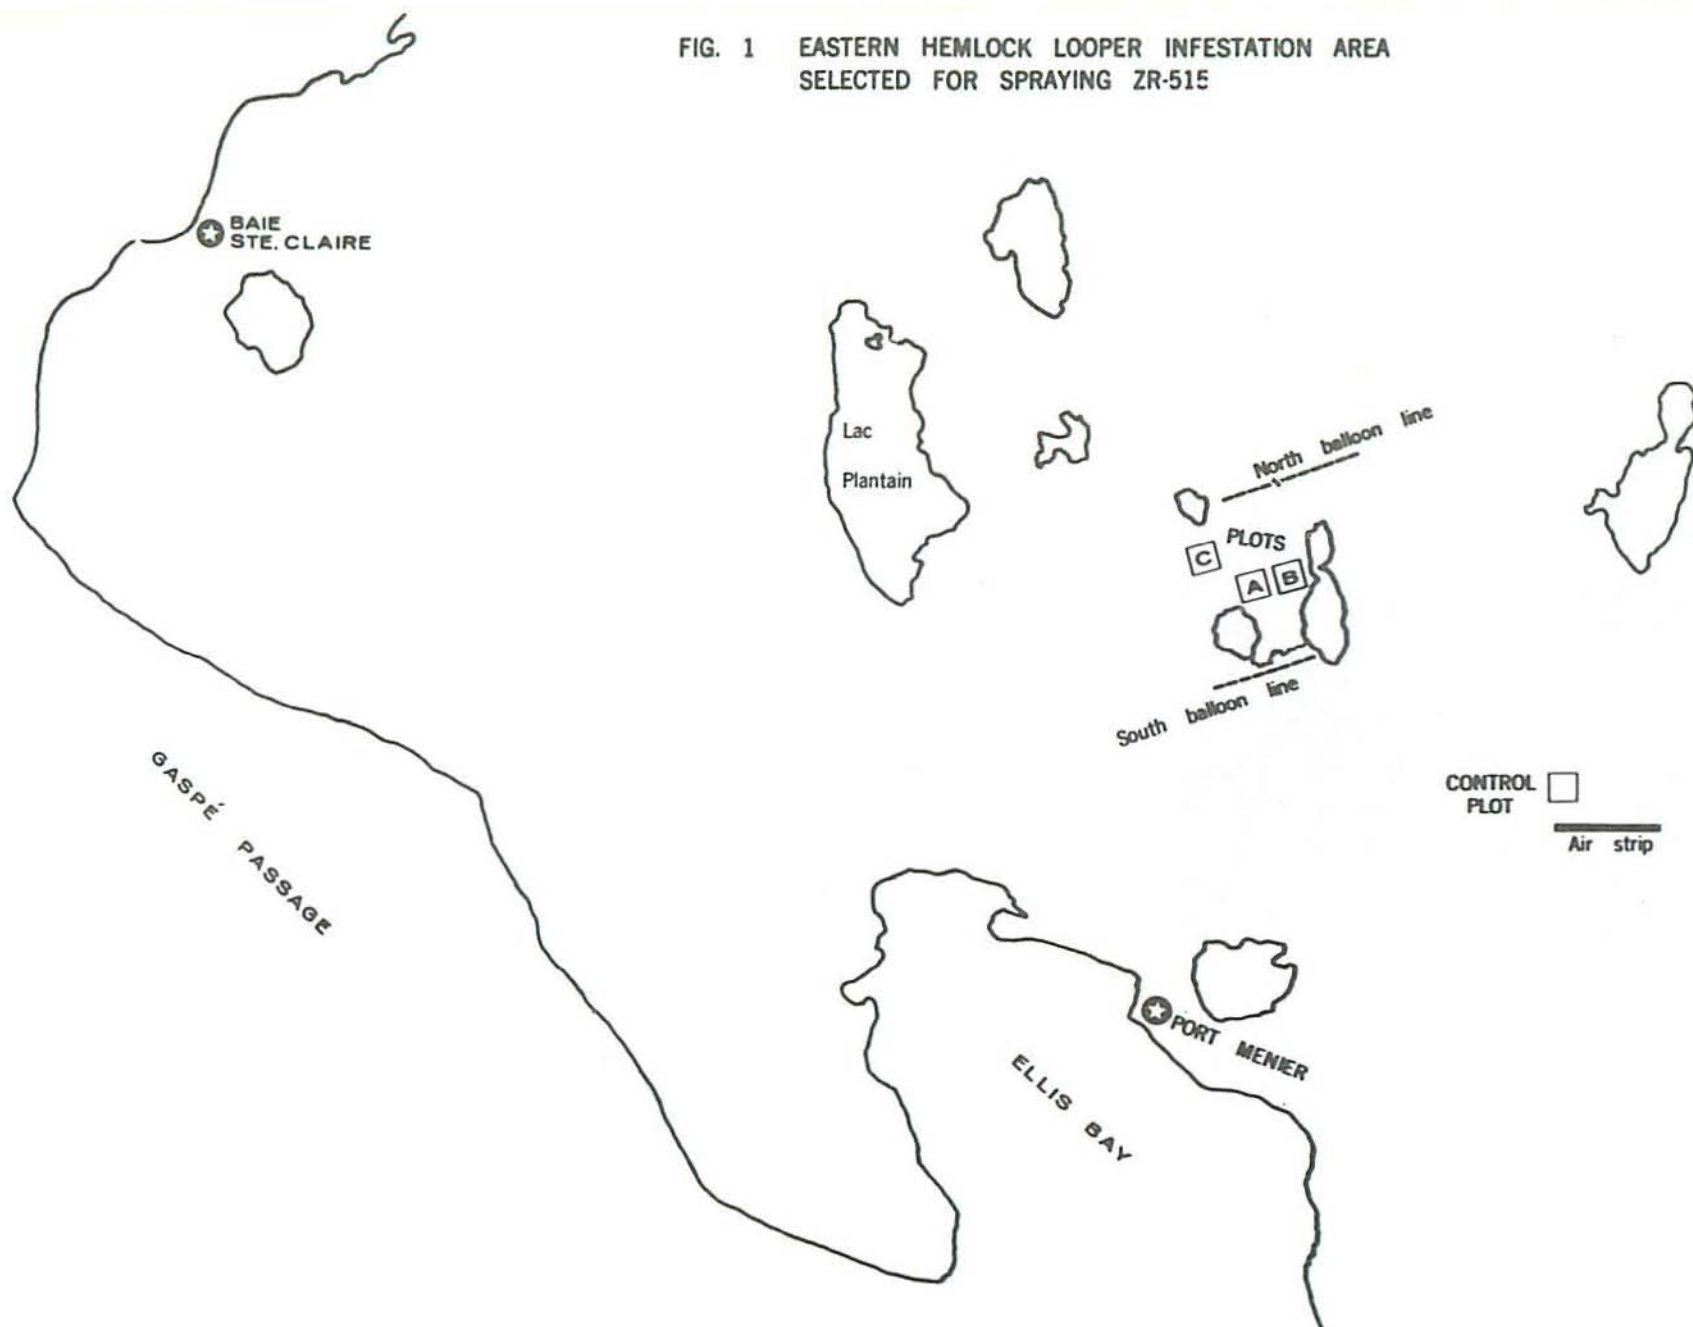 FIG. 1 EASTERN HEMLOCK LOOPER INFESTATION AREA
SELECTED FOR SPRAYING ZR-515
BAIE
STE. CLAIRE
Lac
Plantain
North balloon line
PLOTS
C
A B
South balloon line
CONTROL
PLOT
Air strip
GASPÉ PASSAGE
PORT MENIER
ELLIS BAY